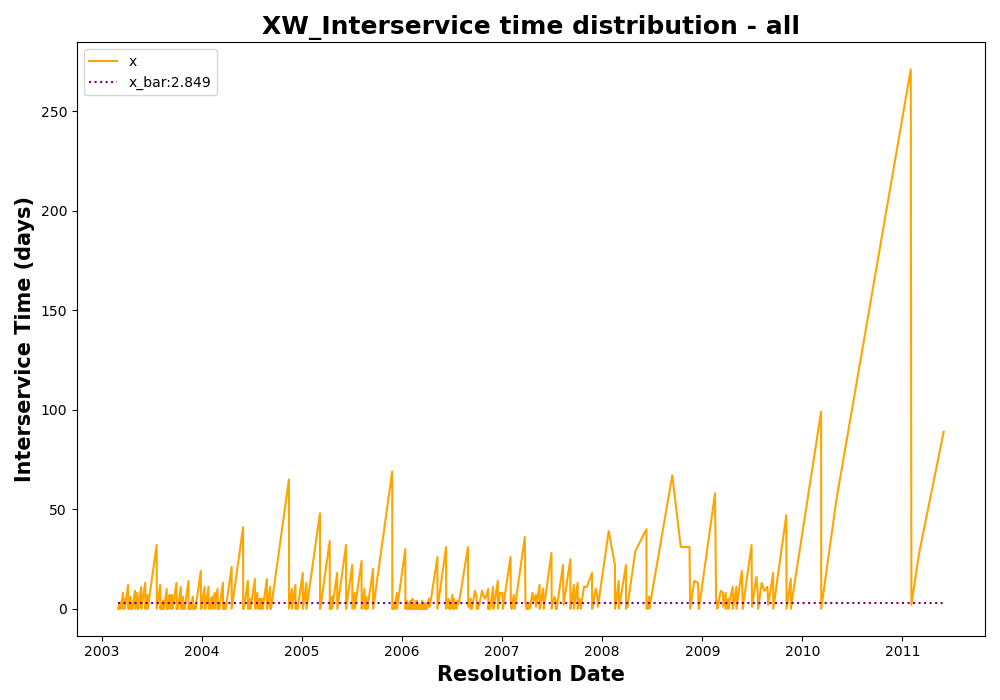 XW_Interservice time distribution - all
x
x_bar:2.849
Interservice Time (days)
250
200
150
100
50
0
2003 2004 2005 2006 2007 2008 2009 2010 2011
Resolution Date